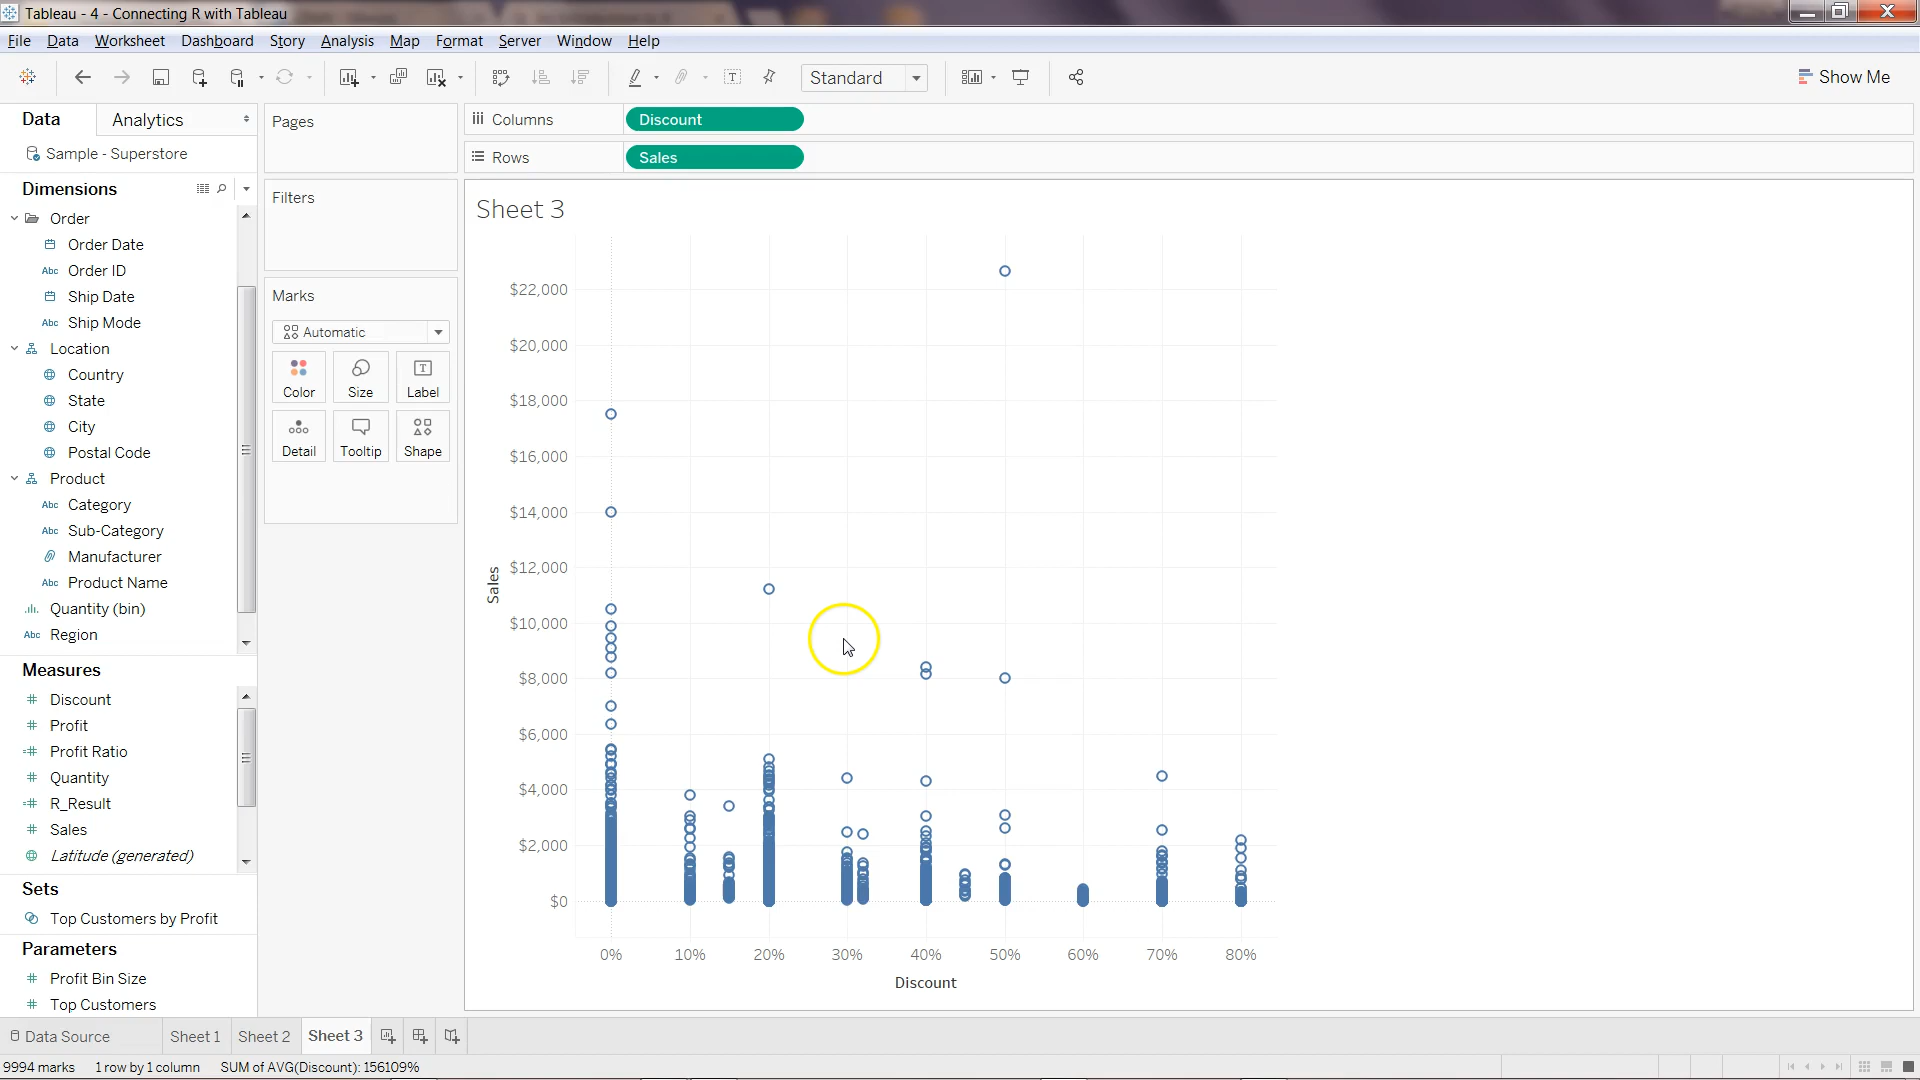 Tableau - 4 - Connecting R with Tableau
File Data Worksheet Dashboard Story Analysis Map Format Server Window Help
Standard
Show Me
Data
Analytics
Sample - Superstore
Dimensions
Order
Order Date
Abc Order ID
Ship Date
Abc Ship Mode
Location
Country
State
City
Postal Code
Product
Abc Category
Abc Sub-Category
Manufacturer
Abc Product Name
Quantity (bin)
Abc Region
Measures
# Discount
# Profit
=# Profit Ratio
# Quantity
=# R_Result
# Sales
Latitude (generated)
Sets
Top Customers by Profit
Parameters
# Profit Bin Size
# Top Customers
Pages
Filters
Marks
Automatic
Color
Size
Label
Detail
Tooltip
Shape
Columns
Discount
Rows
Sales
Sheet 3
$22,000
$20,000
$18,000
$16,000
$14,000
$12,000
$10,000
$8,000
$6,000
$4,000
$2,000
$0
Sales
0% 10% 20% 30% 40% 50% 60% 70% 80%
Discount
Data Source
Sheet 1
Sheet 2
Sheet 3
9994 marks
1 row by 1 column
SUM of AVG(Discount): 156109%